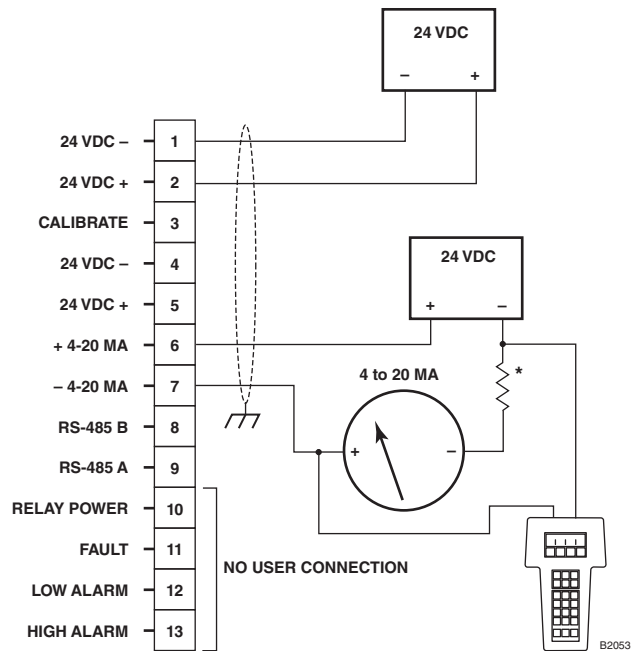 24 VDC
– +
24 VDC – 1
24 VDC + 2
CALIBRATE 3
24 VDC – 4
24 VDC + 5
24 VDC
+ –
+ 4-20 MA 6
– 4-20 MA 7
4 to 20 MA
*
+ –
RS-485 B 8
RS-485 A 9
RELAY POWER 10
FAULT 11
NO USER CONNECTION
LOW ALARM 12
HIGH ALARM 13
B2053